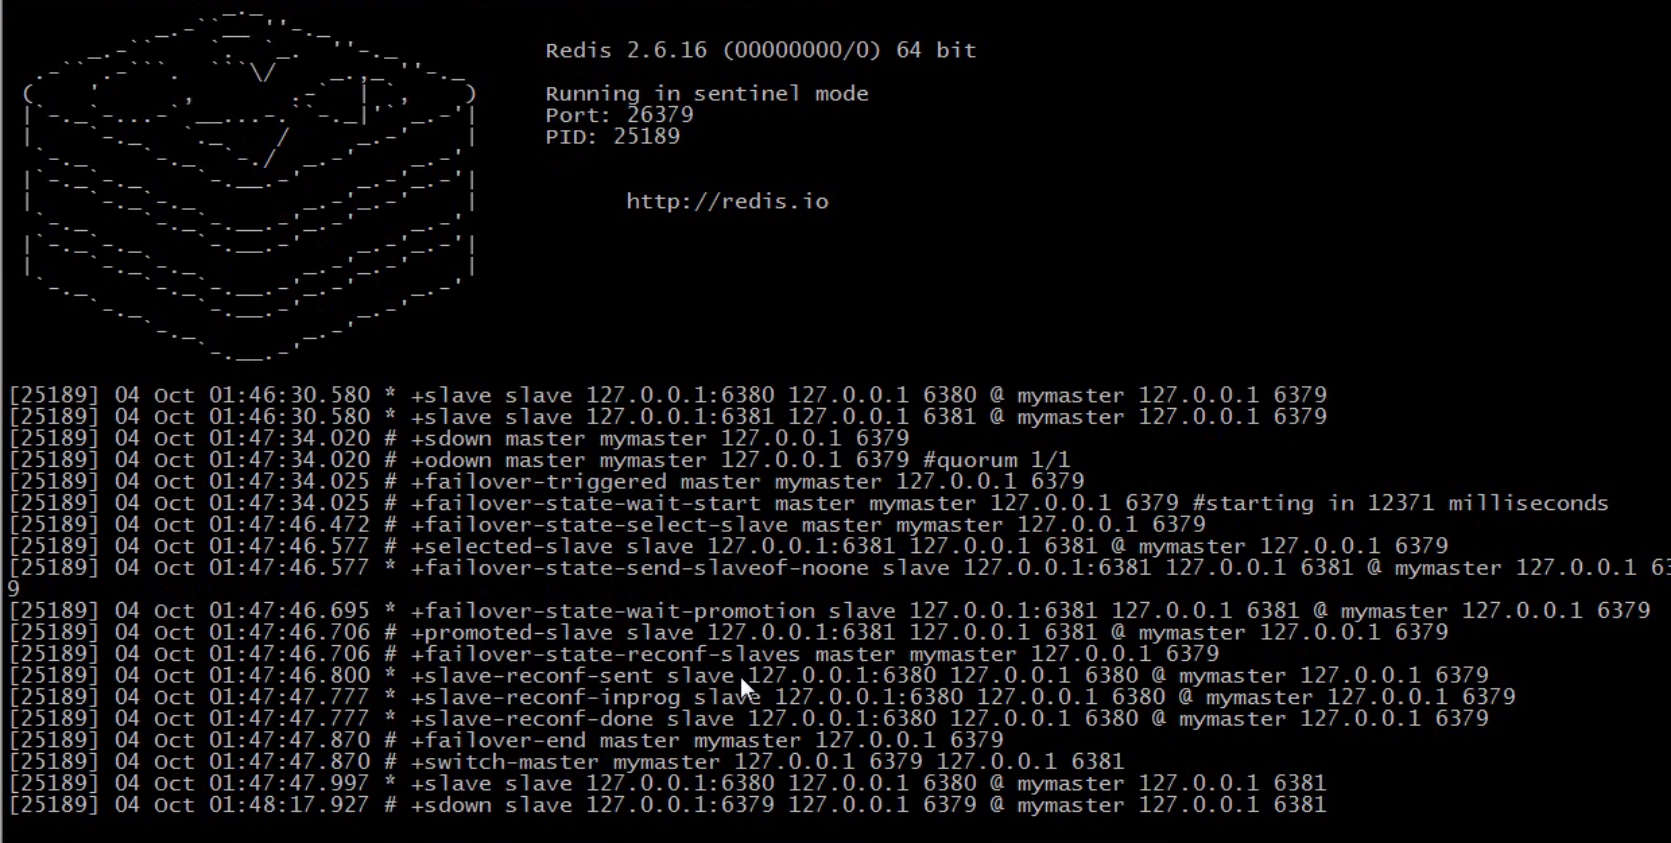 Redis 2.6.16 (00000000/0) 64 bit
Running in sentinel mode
Port: 26379
PID: 25189
http://redis.io
[25189] 04 Oct 01:46:30.580 * +slave slave 127.0.0.1:6380 127.0.0.1 6380 @ mymaster 127.0.0.1 6379
[25189] 04 Oct 01:46:30.580 * +slave slave 127.0.0.1:6381 127.0.0.1 6381 @ mymaster 127.0.0.1 6379
[25189] 04 Oct 01:47:34.020 # +sdown master mymaster 127.0.0.1 6379
[25189] 04 Oct 01:47:34.020 # +odown master mymaster 127.0.0.1 6379 #quorum 1/1
[25189] 04 Oct 01:47:34.025 # +failover-triggered master mymaster 127.0.0.1 6379
[25189] 04 Oct 01:47:34.025 # +failover-state-wait-start master mymaster 127.0.0.1 6379 #starting in 12371 milliseconds
[25189] 04 Oct 01:47:46.472 # +failover-state-select-slave master mymaster 127.0.0.1 6379
[25189] 04 Oct 01:47:46.577 # +selected-slave slave 127.0.0.1:6381 127.0.0.1 6381 @ mymaster 127.0.0.1 6379
[25189] 04 Oct 01:47:46.577 * +failover-state-send-slaveof-noone slave 127.0.0.1:6381 127.0.0.1 6381 @ mymaster 127.0.0.1 637
9
[25189] 04 Oct 01:47:46.695 * +failover-state-wait-promotion slave 127.0.0.1:6381 127.0.0.1 6381 @ mymaster 127.0.0.1 6379
[25189] 04 Oct 01:47:46.706 # +promoted-slave slave 127.0.0.1:6381 127.0.0.1 6381 @ mymaster 127.0.0.1 6379
[25189] 04 Oct 01:47:46.706 # +failover-state-reconf-slaves master mymaster 127.0.0.1 6379
[25189] 04 Oct 01:47:46.800 * +slave-reconf-sent slave 127.0.0.1:6380 127.0.0.1 6380 @ mymaster 127.0.0.1 6379
[25189] 04 Oct 01:47:47.777 * +slave-reconf-inprog slave 127.0.0.1:6380 127.0.0.1 6380 @ mymaster 127.0.0.1 6379
[25189] 04 Oct 01:47:47.777 * +slave-reconf-done slave 127.0.0.1:6380 127.0.0.1 6380 @ mymaster 127.0.0.1 6379
[25189] 04 Oct 01:47:47.870 # +failover-end master mymaster 127.0.0.1 6379
[25189] 04 Oct 01:47:47.870 # +switch-master mymaster 127.0.0.1 6379 127.0.0.1 6381
[25189] 04 Oct 01:47:47.997 * +slave slave 127.0.0.1:6380 127.0.0.1 6380 @ mymaster 127.0.0.1 6381
[25189] 04 Oct 01:48:17.927 # +sdown slave 127.0.0.1:6379 127.0.0.1 6379 @ mymaster 127.0.0.1 6381